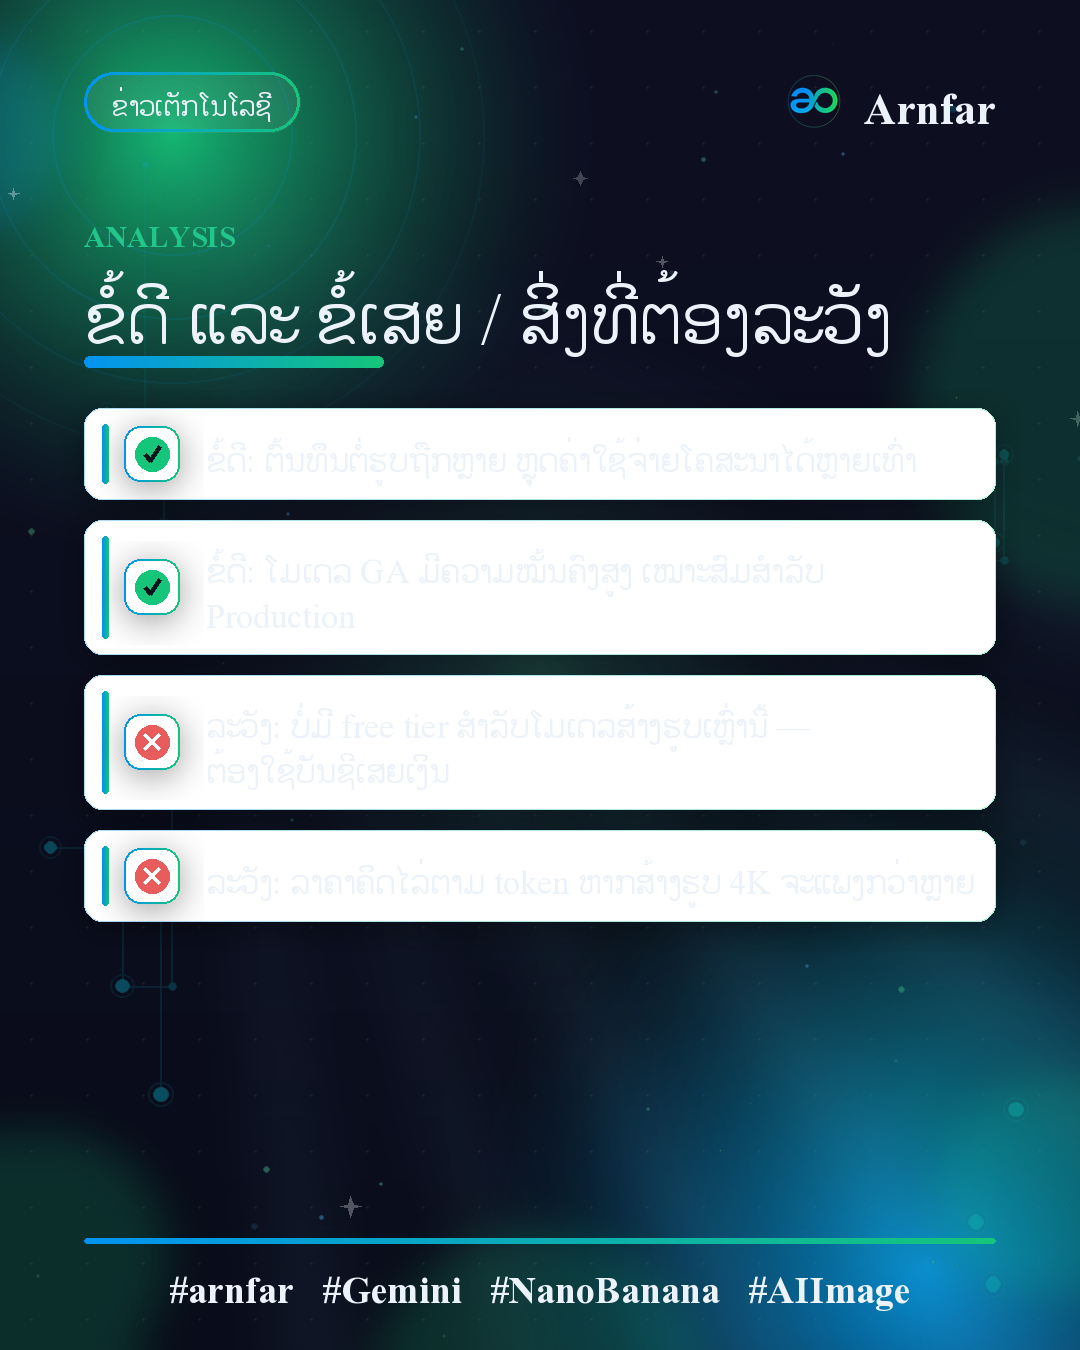 ຂ່າວເຕັກໂນໂລຊີ
Arnfar
ANALYSIS
ຂໍ້ດີ ແລະ ຂໍ້ເສຍ / ສິ່ງທີ່ຕ້ອງລະວັງ
ຂໍ້ດີ: ຕົ້ນທຶນຕໍ່ຮູບຖືກຫຼາຍ ຫຼຸດຄ່າໃຊ້ຈ່າຍໂຄສະນາໄດ້ຫຼາຍເທົ່າ
ຂໍ້ດີ: ໂມເດລ GA ມີຄວາມໝັ້ນຄົງສູງ ເໝາະສົມສຳລັບ
Production
ລະວັງ: ບໍ່ມີ free tier ສຳລັບໂມເດລສ້າງຮູບເຫຼົ່ານີ້ —
ຕ້ອງໃຊ້ບັນຊີເສຍເງິນ
ລະວັງ: ລາຄາຄິດໄລ່ຕາມ token ຫາກສ້າງຮູບ 4K ຈະແພງກວ່າຫຼາຍ
#arnfar #Gemini #NanoBanana #AIImage